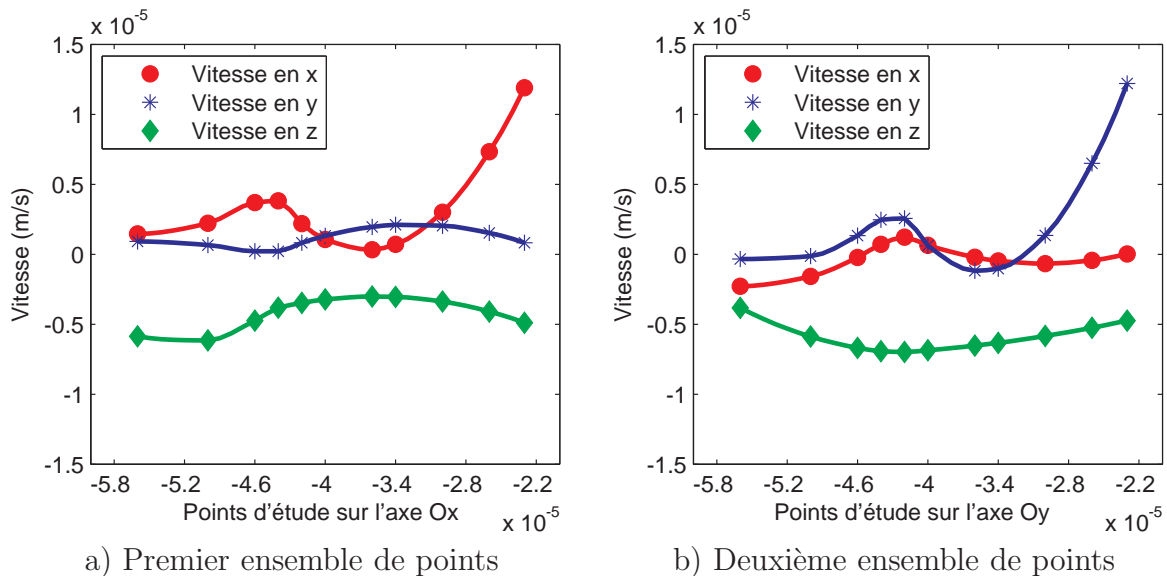 x 10⁻⁵
1.5
1
0.5
0
-0.5
-1
-1.5
Vitesse (m/s)
Vitesse en x
Vitesse en y
Vitesse en z
-5.8 -5.2 -4.6 -4 -3.4 -2.8 -2.2
Points d'étude sur l'axe Ox
x 10⁻⁵
a) Premier ensemble de points
x 10⁻⁵
1.5
1
0.5
0
-0.5
-1
-1.5
Vitesse (m/s)
Vitesse en x
Vitesse en y
Vitesse en z
-5.8 -5.2 -4.6 -4 -3.4 -2.8 -2.2
Points d'étude sur l'axe Oy
x 10⁻⁵
b) Deuxième ensemble de points